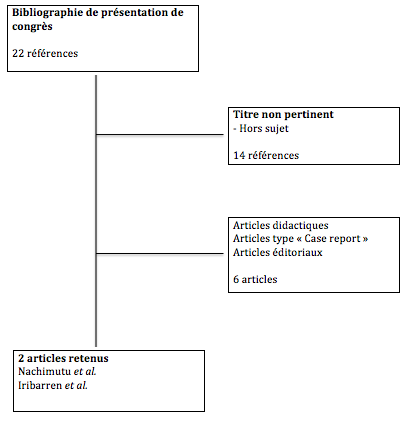 Bibliographie de présentation de
congrès
22 références
Titre non pertinent
- Hors sujet
14 références
Articles didactiques
Articles type « Case report »
Articles éditoriaux
6 articles
2 articles retenus
Nachimutu et al.
Iribarren et al.